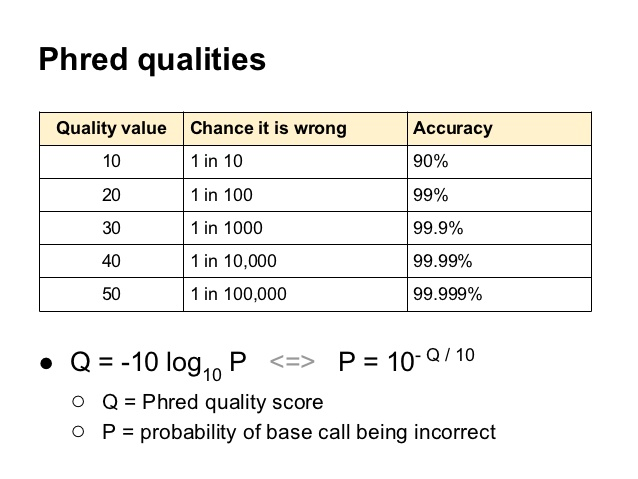 Phred qualities
Quality value Chance it is wrong Accuracy
10 1 in 10 90%
20 1 in 100 99%
30 1 in 1000 99.9%
40 1 in 10,000 99.99%
50 1 in 100,000 99.999%
● Q = -10 log10 P <=> P = 10- Q / 10
○ Q = Phred quality score
○ P = probability of base call being incorrect